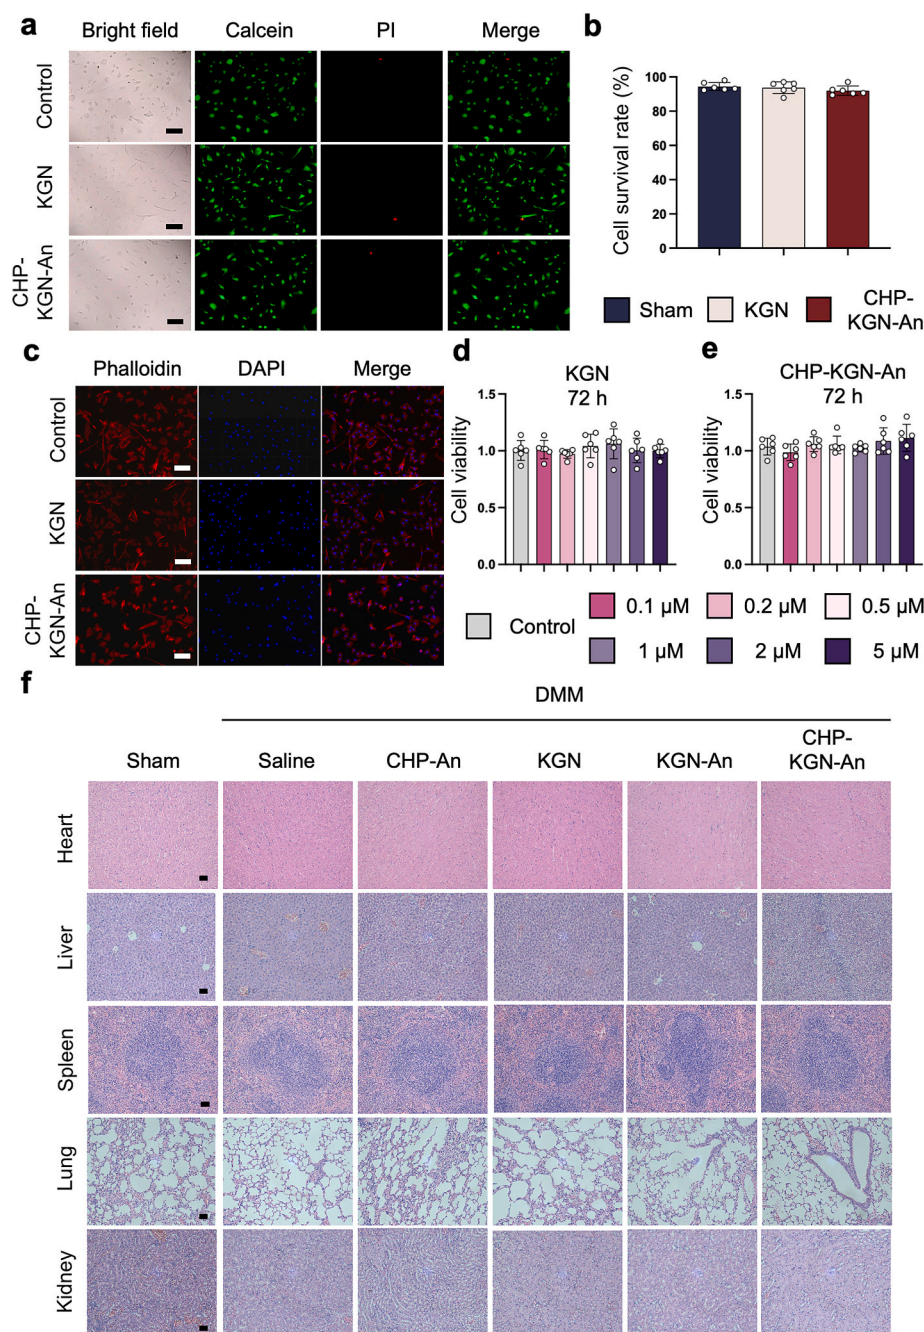 a
Bright field Calcein PI Merge
Control
KGN
CHP-
KGN-An
b
Cell survival rate (%)
100
80
60
40
20
0
Sham KGN CHP-
KGN-An
c
Phalloidin DAPI Merge
Control
KGN
CHP-
KGN-An
d
KGN
72 h
Cell viability
1.5
1.0
0.5
0.0
e
CHP-KGN-An
72 h
Cell viability
1.5
1.0
0.5
0.0
Control
0.1 μM 0.2 μM 0.5 μM
1 μM 2 μM 5 μM
f
DMM
Sham Saline CHP-An KGN KGN-An CHP-
KGN-An
Heart
Liver
Spleen
Lung
Kidney